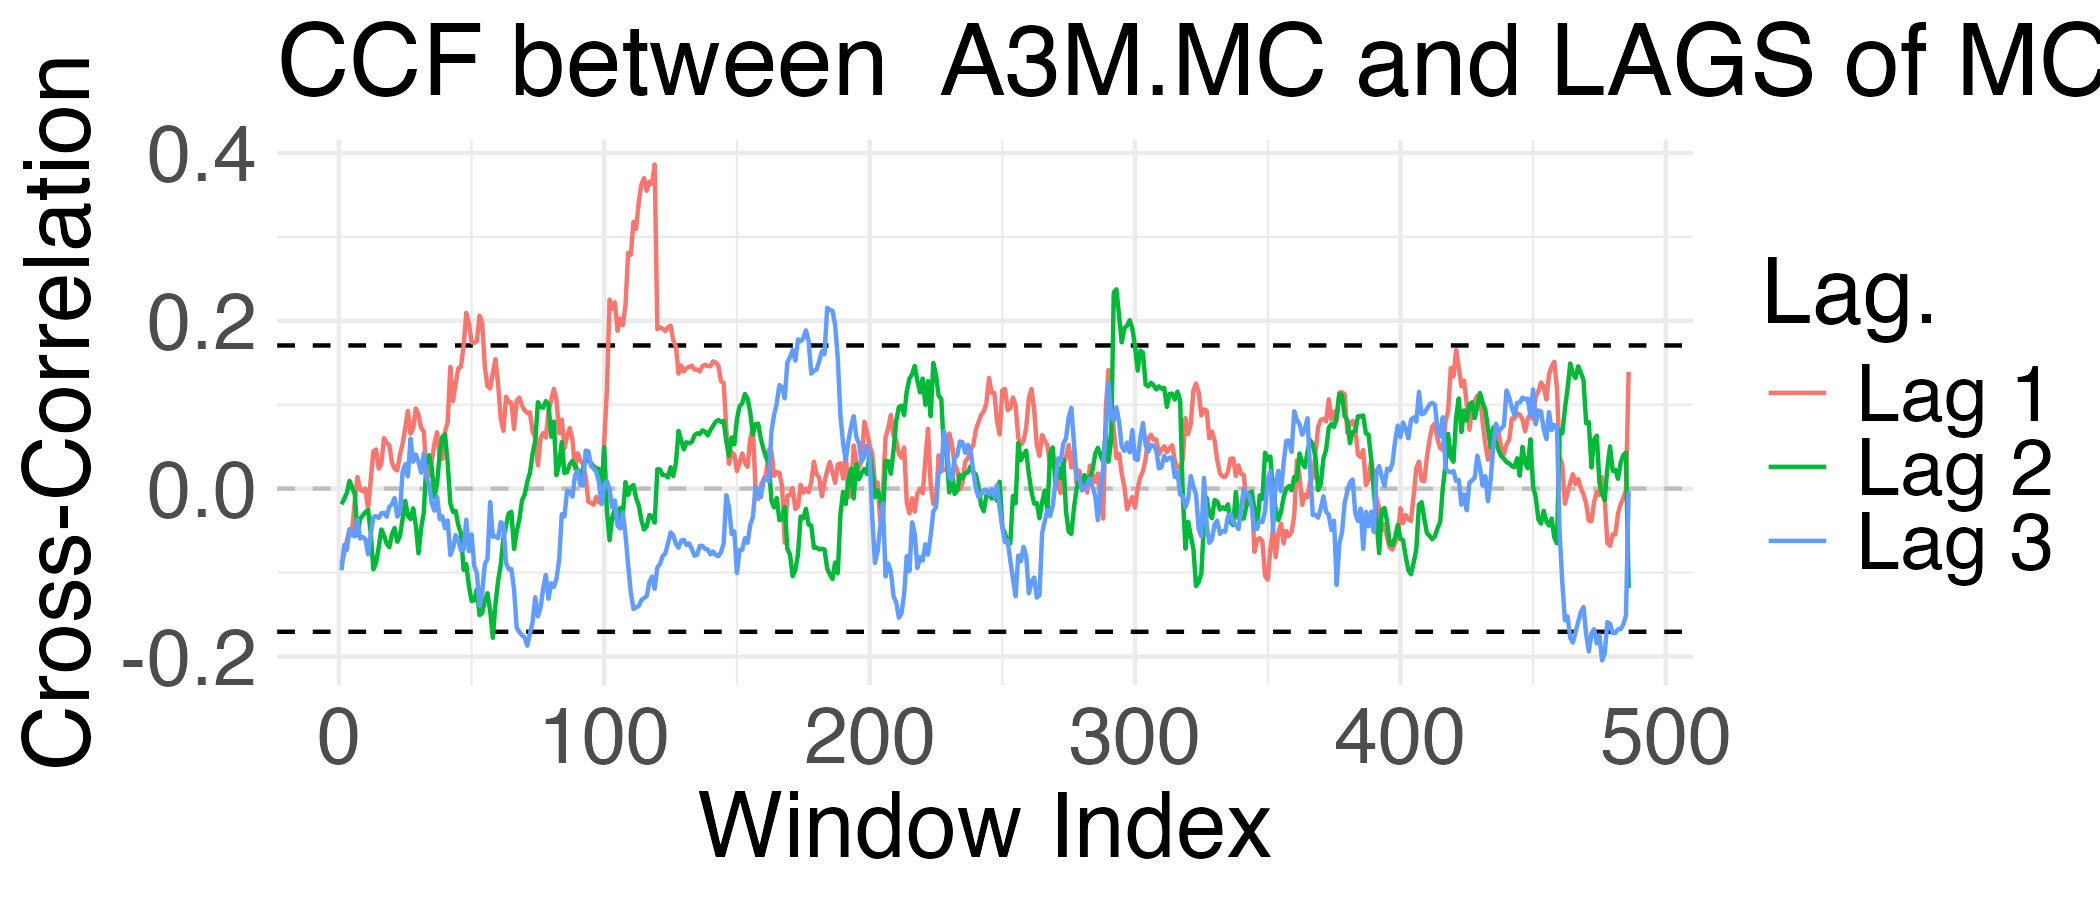 CCF between A3M.MC and LAGS of MC
Cross-Correlation
0.4
0.2
0.0
-0.2
0 100 200 300 400 500
Window Index
Lag.
Lag 1
Lag 2
Lag 3